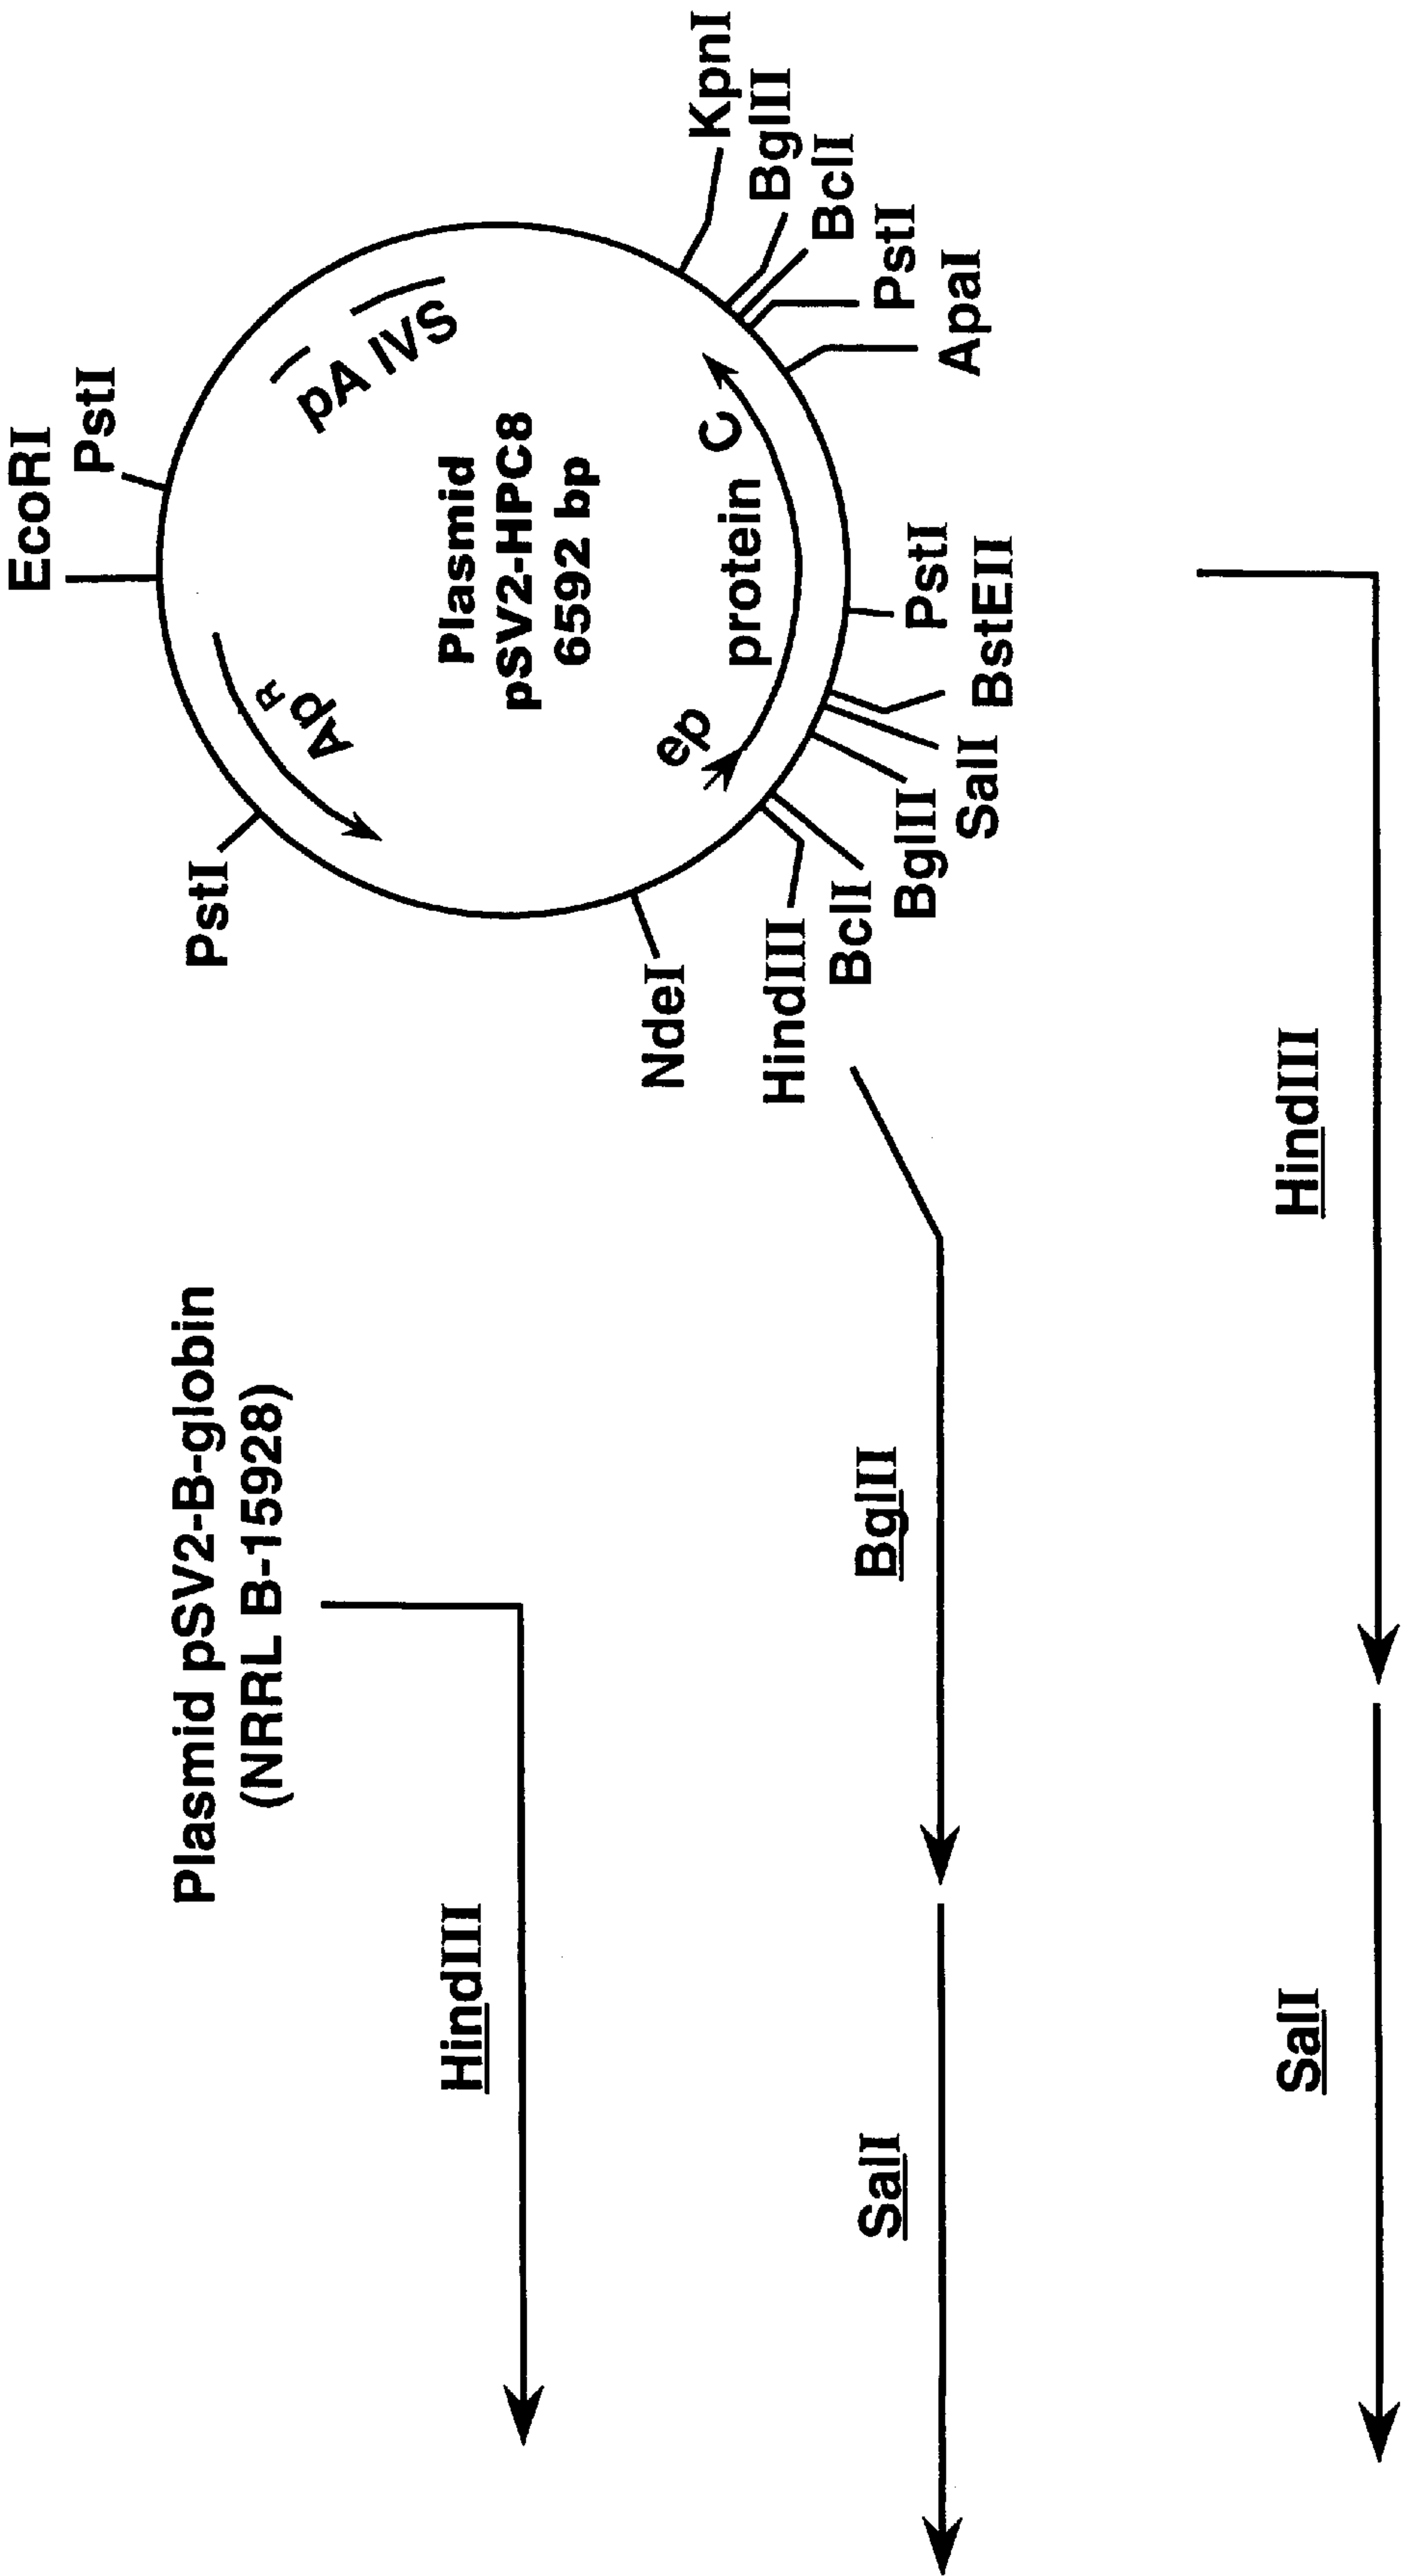 Plasmid pSV2-B-globin
(NRRL B-15928)
HindIII
EcoRI
PstI
PstI
ApR
pA IVS
Plasmid
pSV2-HPC8
6592 bp
ep
protein C
NdeI
HindIII
BclI
BglII
SalI
BstEII
PstI
ApaI
PstI
BclI
BglII
KpnI
BglII
SalI
HindIII
SalI